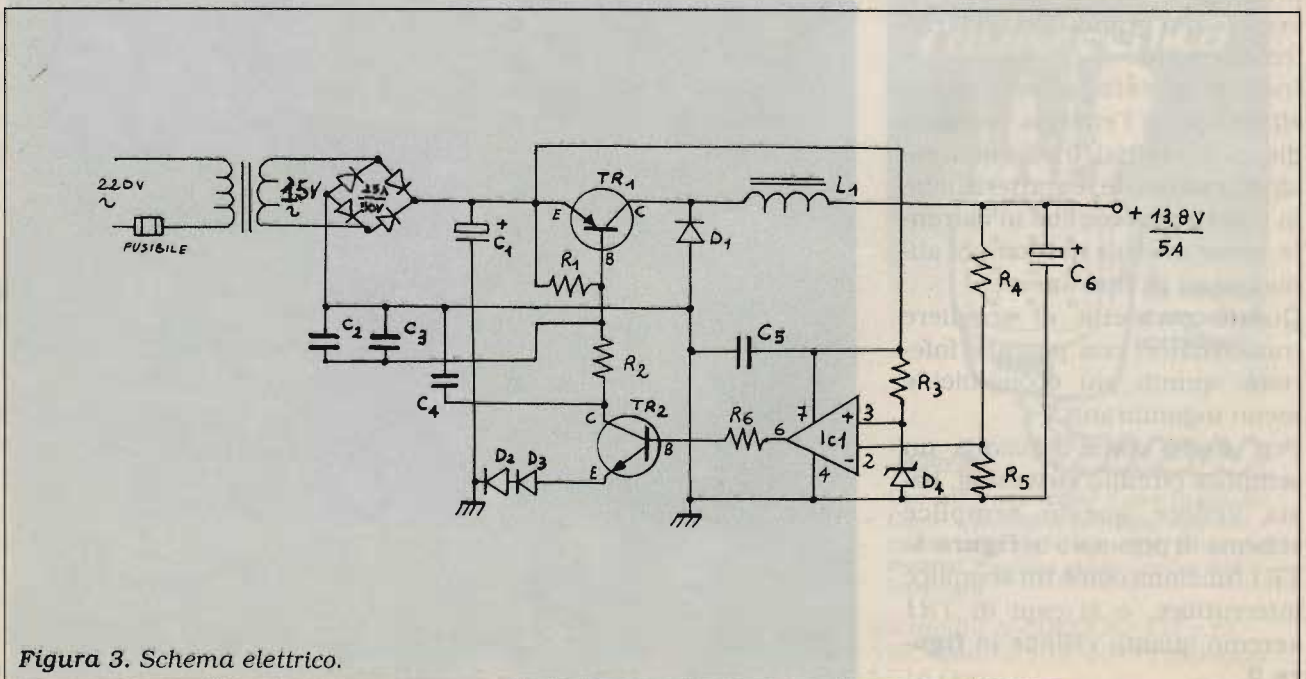 220V
~
FUSIBILE
15V
~
25A
50V
C1
+
E
TR1
C
B
R1
D1
L1
+ 13,8V
5A
R4
C6
+
C2
C3
C4
R2
C5
R3
TR2
C
B
E
R6
6
7
3
+
Ic1
-
2
4
D2
D3
D4
R5
Figura 3. Schema elettrico.